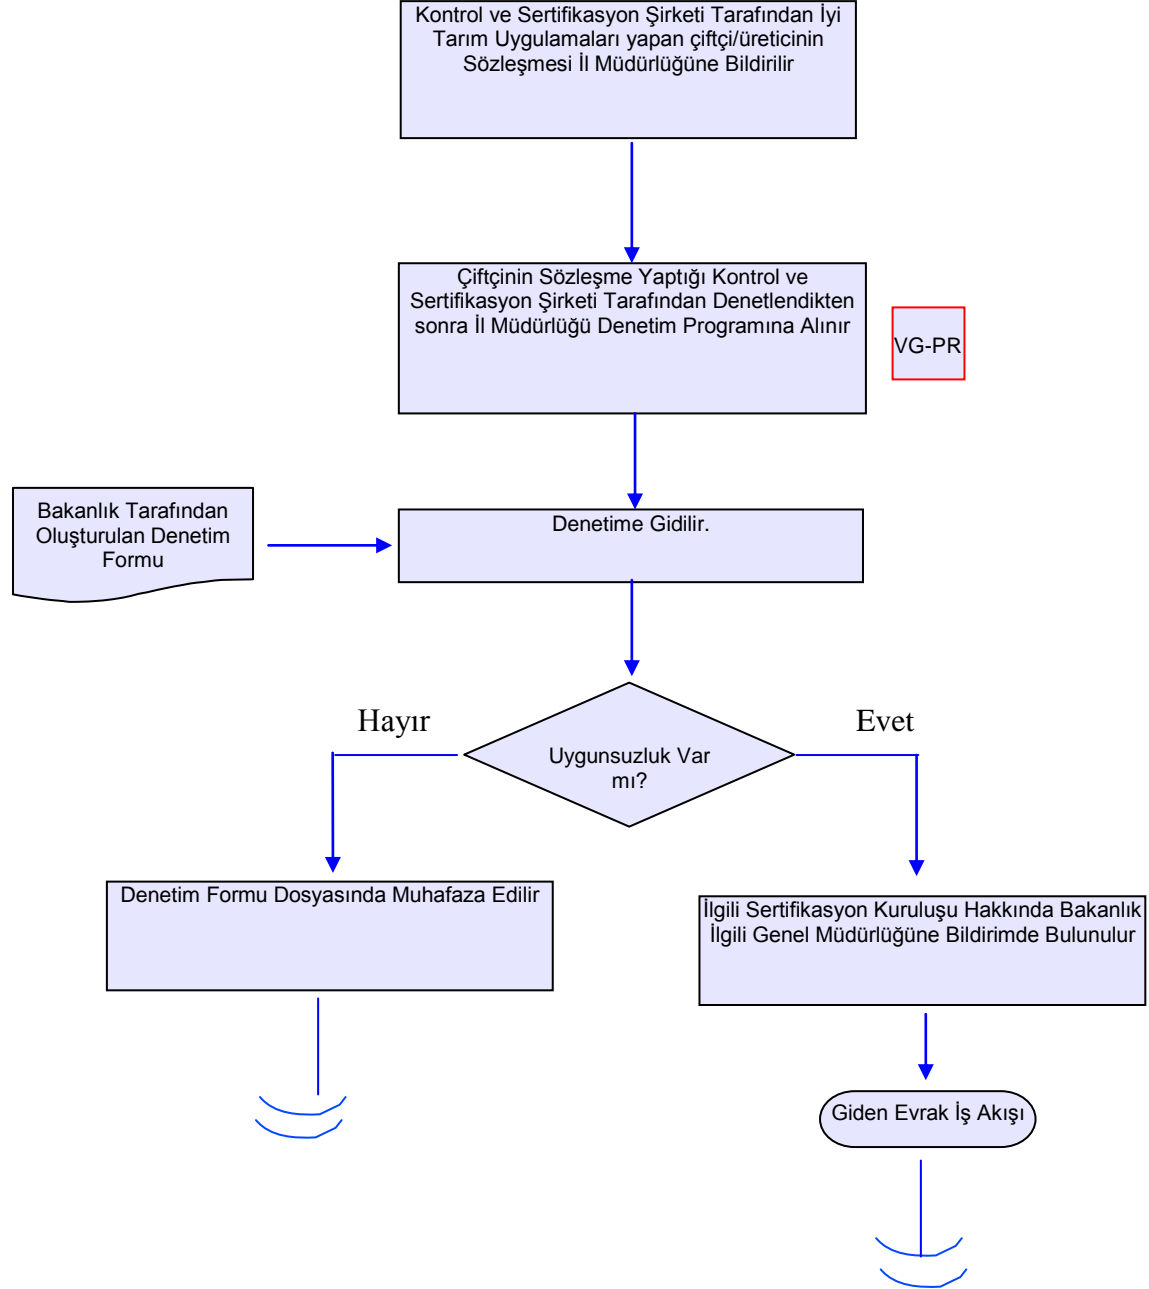 Kontrol ve Sertifikasyon Şirketi Tarafından İyi
Tarım Uygulamaları yapan çiftçi/üreticinin
Sözleşmesi İl Müdürlüğüne Bildirilir
Çiftçinin Sözleşme Yaptığı Kontrol ve
Sertifikasyon Şirketi Tarafından Denetlendikten
sonra İl Müdürlüğü Denetim Programına Alınır
VG-PR
Bakanlık Tarafından
Oluşturulan Denetim
Formu
Denetime Gidilir.
Hayır
Evet
Uygunsuzluk Var
mı?
Denetim Formu Dosyasında Muhafaza Edilir
İlgili Sertifikasyon Kuruluşu Hakkında Bakanlık
İlgili Genel Müdürlüğüne Bildirimde Bulunulur
Giden Evrak İş Akışı